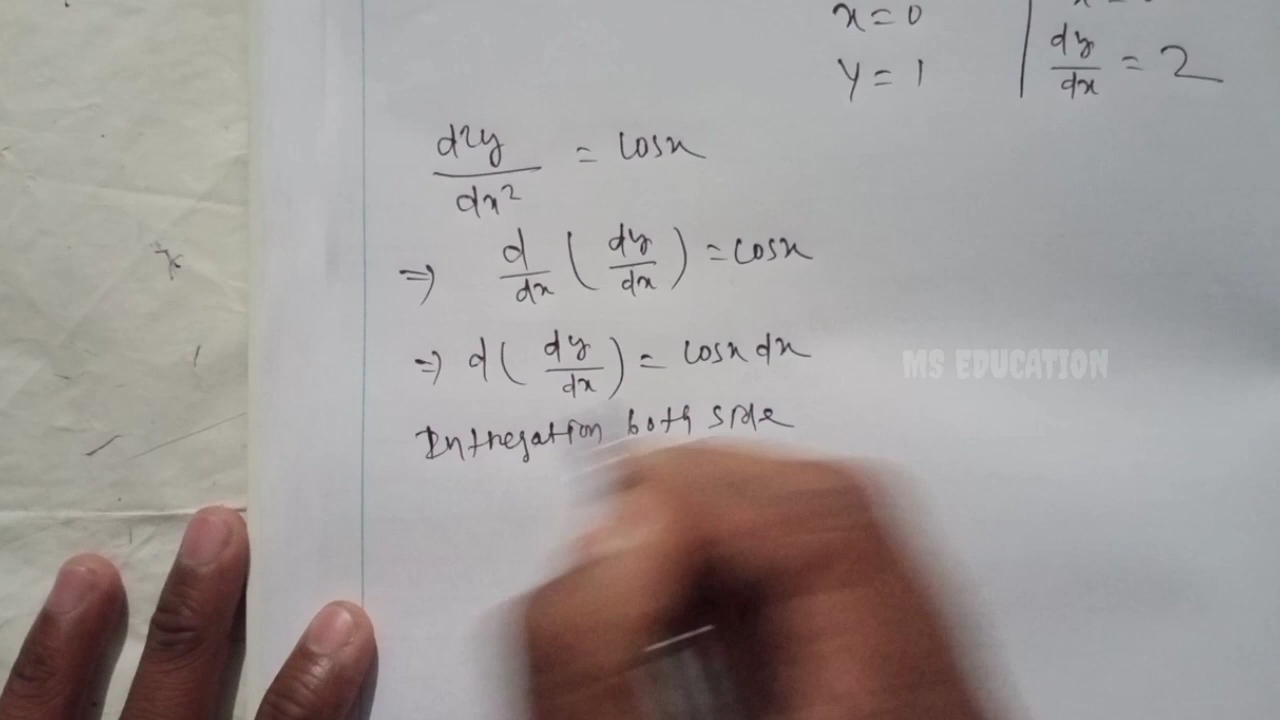 x = 0
y = 1
dy/dx = 2
d²y/dx² = cosx
⇒ d/dx (dy/dx) = cosx
⇒ d(dy/dx) = cosx dx
Inthegation both side
MS EDUCATION